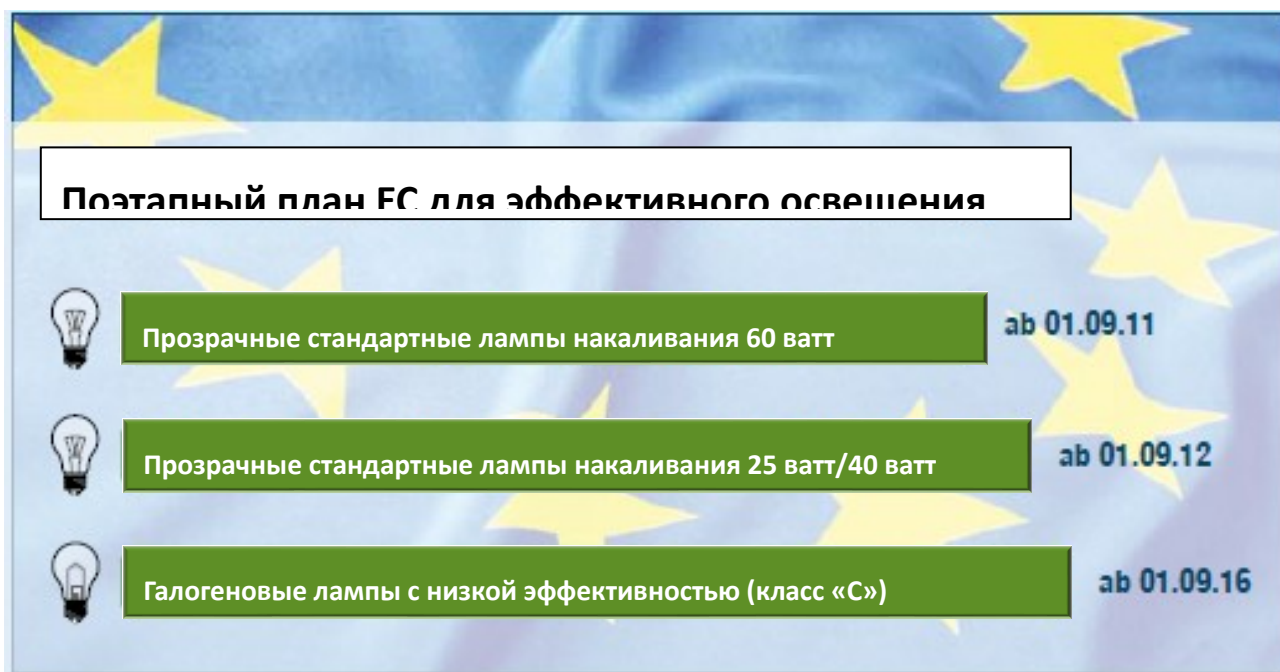 Поэтапный план ЕС для эффективного освещения
Прозрачные стандартные лампы накаливания 60 ватт
ab 01.09.11
Прозрачные стандартные лампы накаливания 25 ватт/40 ватт
ab 01.09.12
Галогеновые лампы с низкой эффективностью (класс «С»)
ab 01.09.16